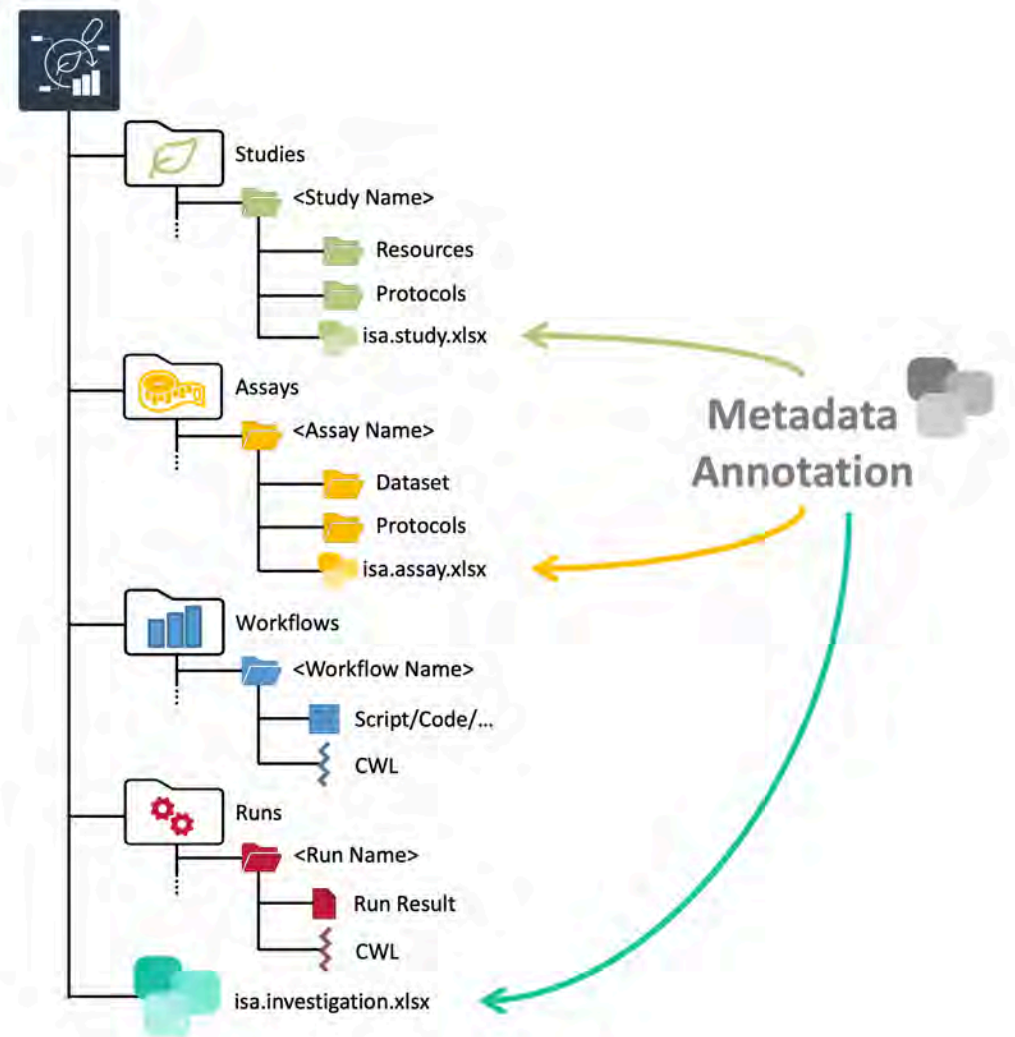 Studies
<Study Name>
Resources
Protocols
isa.study.xlsx
Assays
<Assay Name>
Dataset
Protocols
isa.assay.xlsx
Metadata
Annotation
Workflows
<Workflow Name>
Script/Code/...
CWL
Runs
<Run Name>
Run Result
CWL
isa.investigation.xlsx